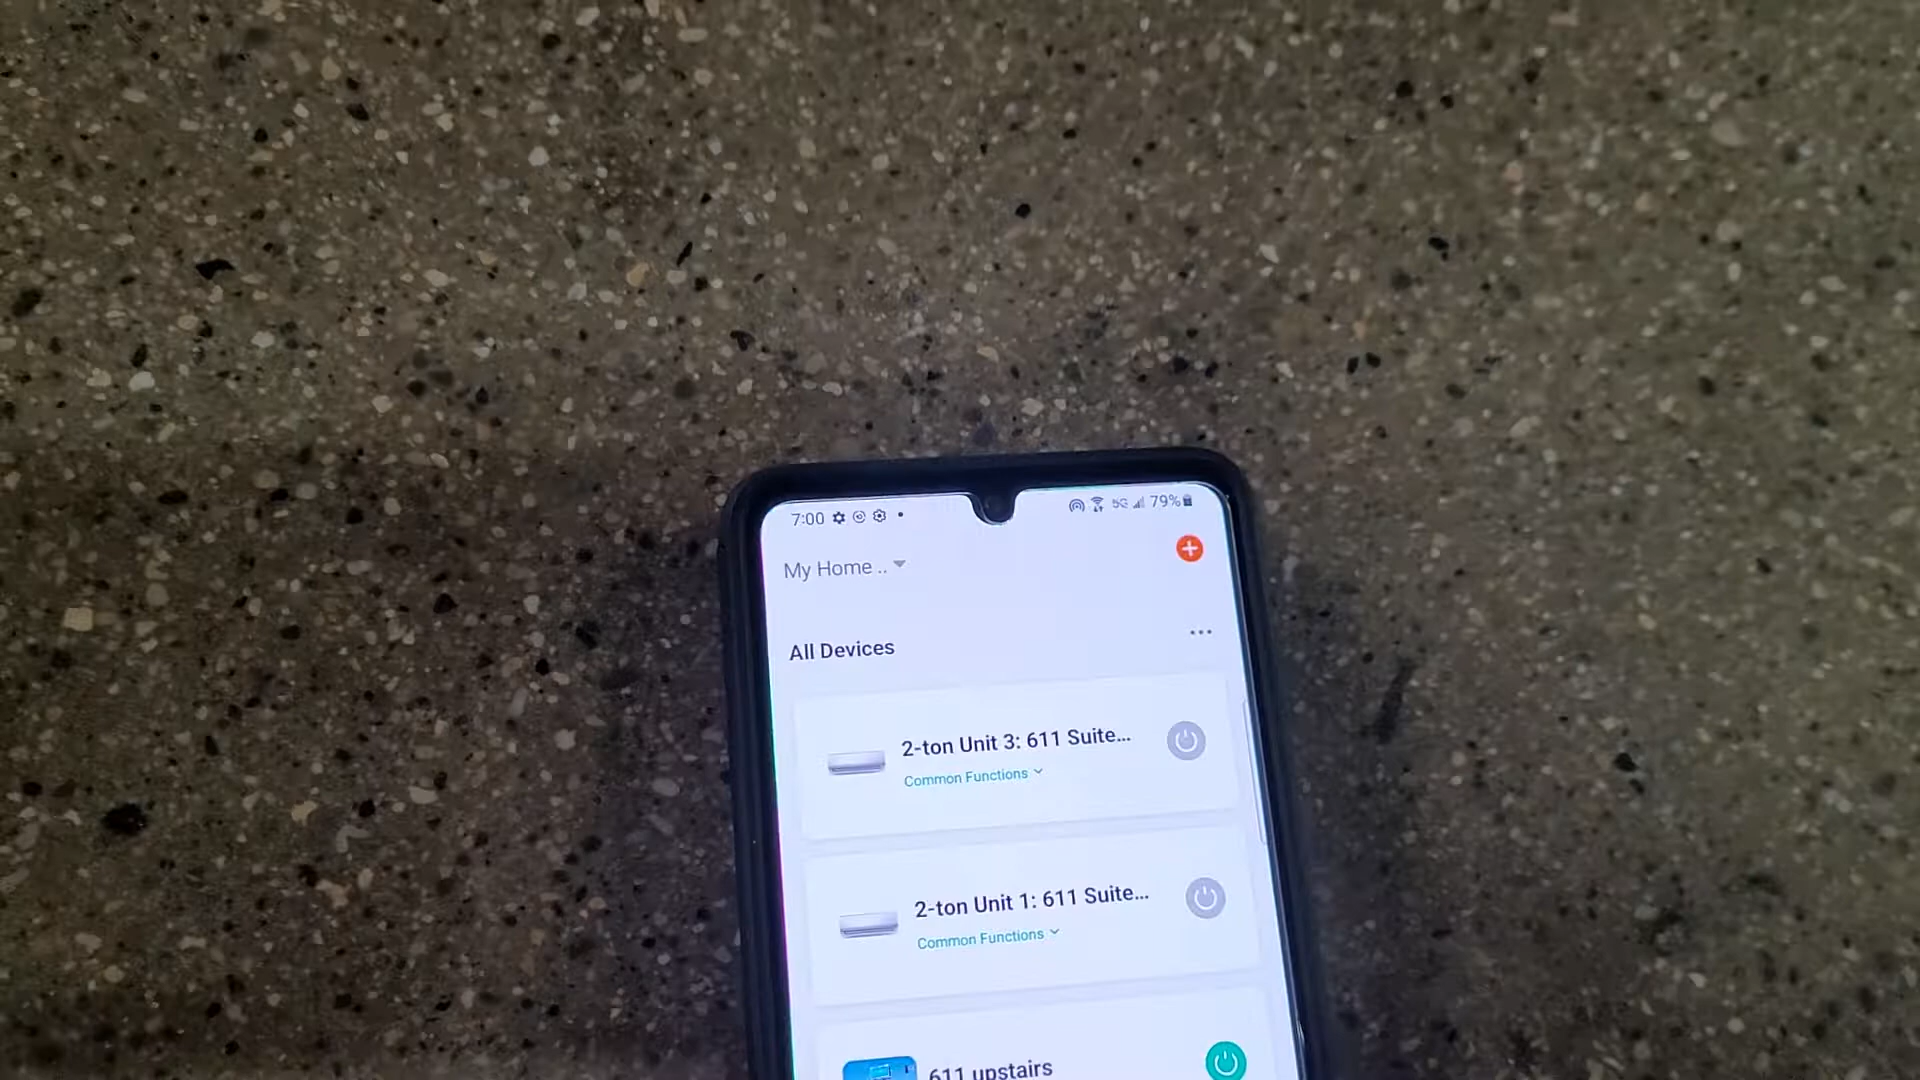 7:00 5G 79%
My Home ..
All Devices
2-ton Unit 3: 611 Suite...
Common Functions
2-ton Unit 1: 611 Suite...
Common Functions
611 upstairs